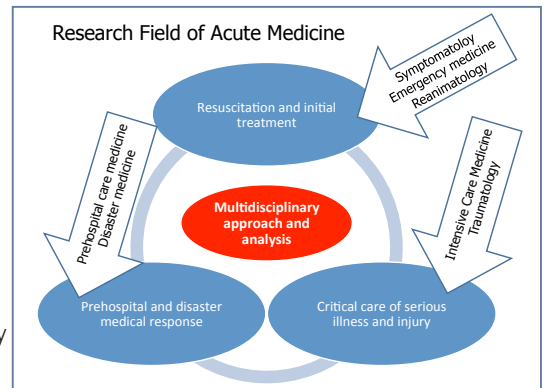 Research Field of Acute Medicine
Symptomatoloy
Emergency medicine
Reanimatology
Resuscitation and initial
treatment
Prehospital care medicine
Disaster medicine
Multidisciplinary
approach and
analysis
Intensive Care Medicine
Traumatology
Prehospital and disaster
medical response
Critical care of serious
illness and injury
y